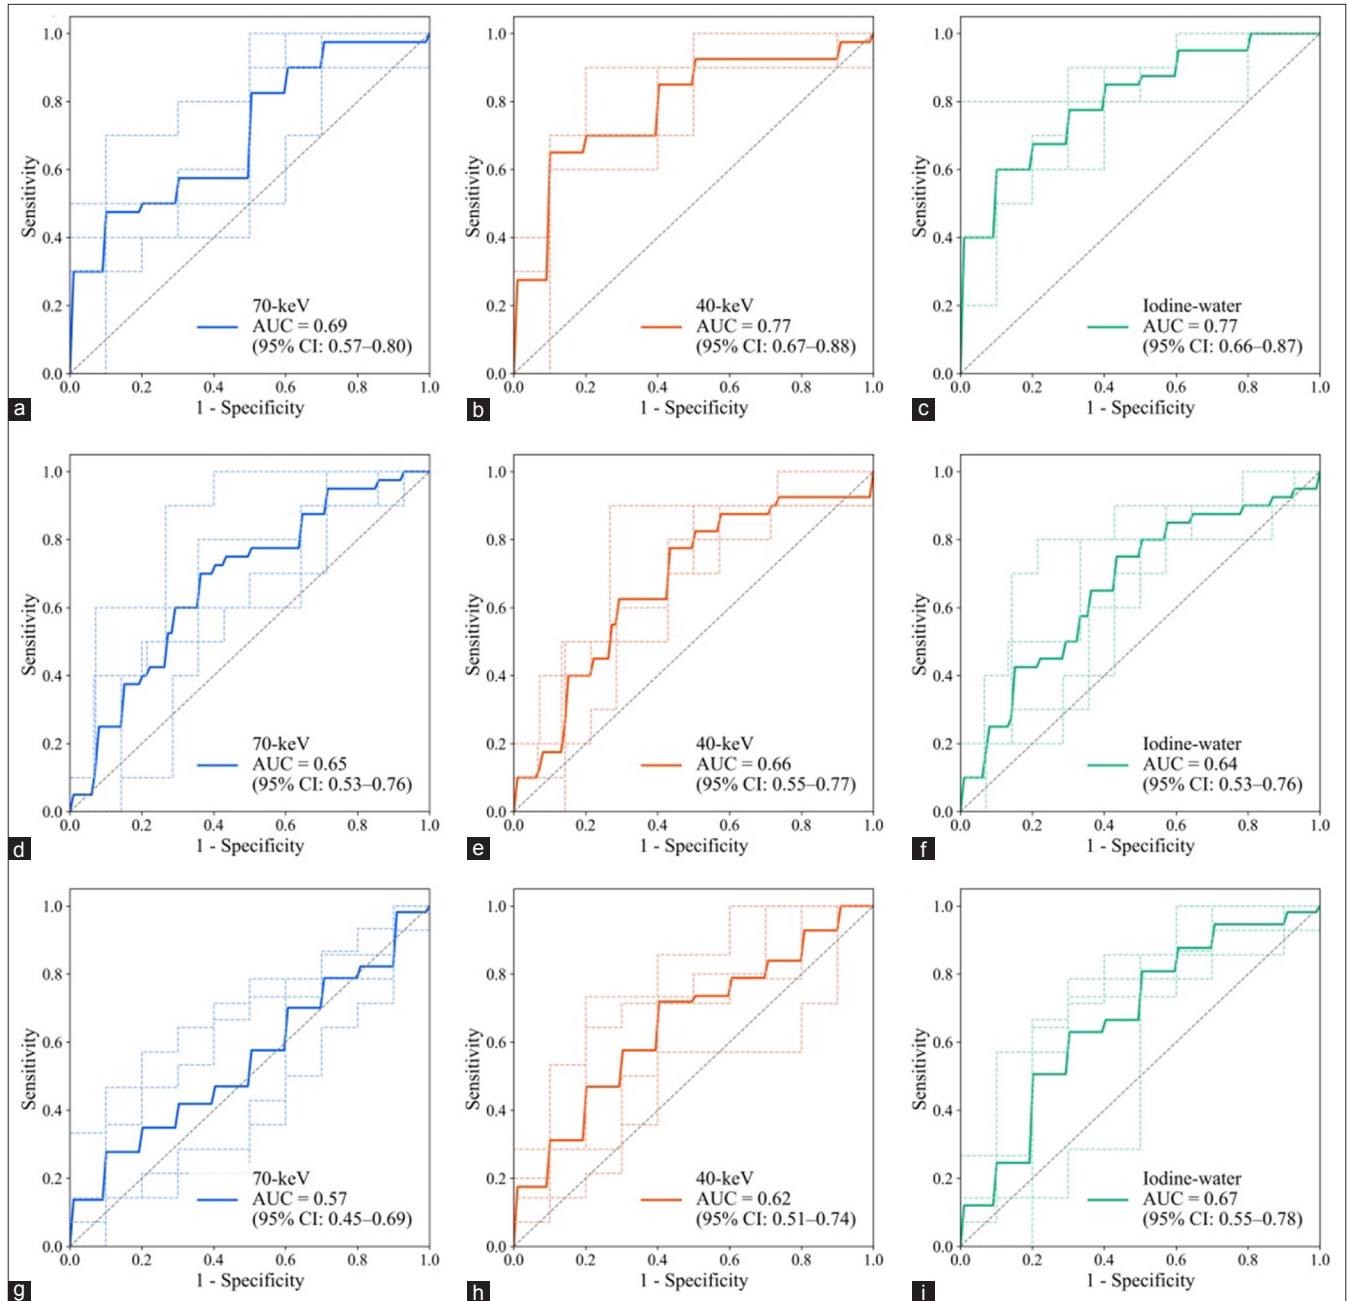 1.0
0.8
0.6
0.4
0.2
0.0
Sensitivity
70-keV
AUC = 0.69
(95% CI: 0.57–0.80)
0.0 0.2 0.4 0.6 0.8 1.0
1 - Specificity
a
1.0
0.8
0.6
0.4
0.2
0.0
Sensitivity
40-keV
AUC = 0.77
(95% CI: 0.67–0.88)
0.0 0.2 0.4 0.6 0.8 1.0
1 - Specificity
b
1.0
0.8
0.6
0.4
0.2
0.0
Sensitivity
Iodine-water
AUC = 0.77
(95% CI: 0.66–0.87)
0.0 0.2 0.4 0.6 0.8 1.0
1 - Specificity
c
1.0
0.8
0.6
0.4
0.2
0.0
Sensitivity
70-keV
AUC = 0.65
(95% CI: 0.53–0.76)
0.0 0.2 0.4 0.6 0.8 1.0
1 - Specificity
d
1.0
0.8
0.6
0.4
0.2
0.0
Sensitivity
40-keV
AUC = 0.66
(95% CI: 0.55–0.77)
0.0 0.2 0.4 0.6 0.8 1.0
1 - Specificity
e
1.0
0.8
0.6
0.4
0.2
0.0
Sensitivity
Iodine-water
AUC = 0.64
(95% CI: 0.53–0.76)
0.0 0.2 0.4 0.6 0.8 1.0
1 - Specificity
f
1.0
0.8
0.6
0.4
0.2
0.0
Sensitivity
70-keV
AUC = 0.57
(95% CI: 0.45–0.69)
0.0 0.2 0.4 0.6 0.8 1.0
1 - Specificity
g
1.0
0.8
0.6
0.4
0.2
0.0
Sensitivity
40-keV
AUC = 0.62
(95% CI: 0.51–0.74)
0.0 0.2 0.4 0.6 0.8 1.0
1 - Specificity
h
1.0
0.8
0.6
0.4
0.2
0.0
Sensitivity
Iodine-water
AUC = 0.67
(95% CI: 0.55–0.78)
0.0 0.2 0.4 0.6 0.8 1.0
1 - Specificity
i